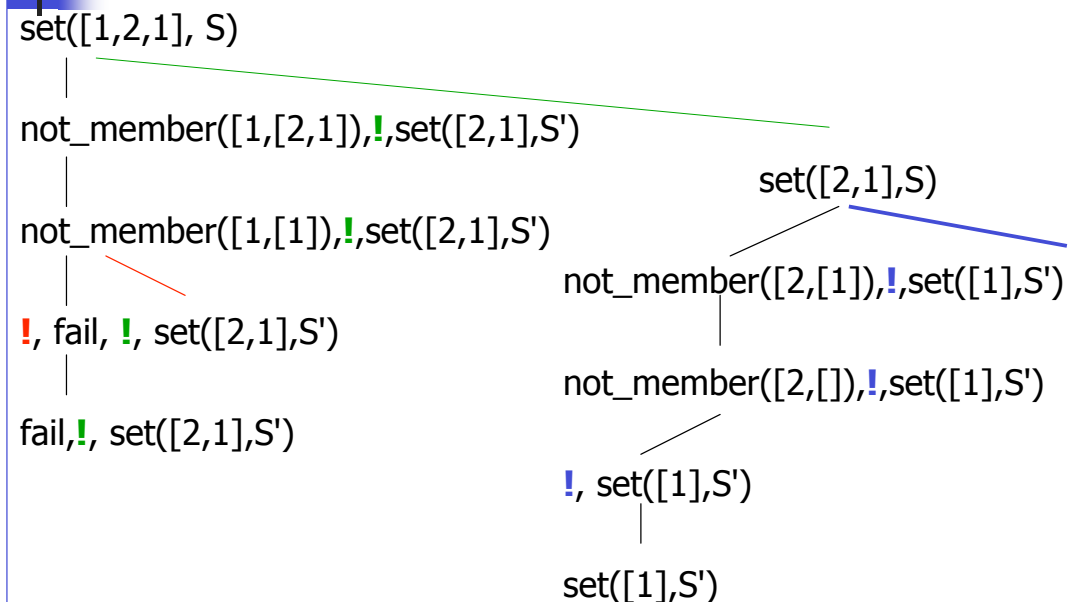 set([1,2,1], S)
not_member([1,[2,1]),!,set([2,1],S')
not_member([1,[1]),!,set([2,1],S')
!, fail, !, set([2,1],S')
fail,!, set([2,1],S')
set([2,1],S)
not_member([2,[1]),!,set([1],S')
not_member([2,[]),!,set([1],S')
!, set([1],S')
set([1],S')